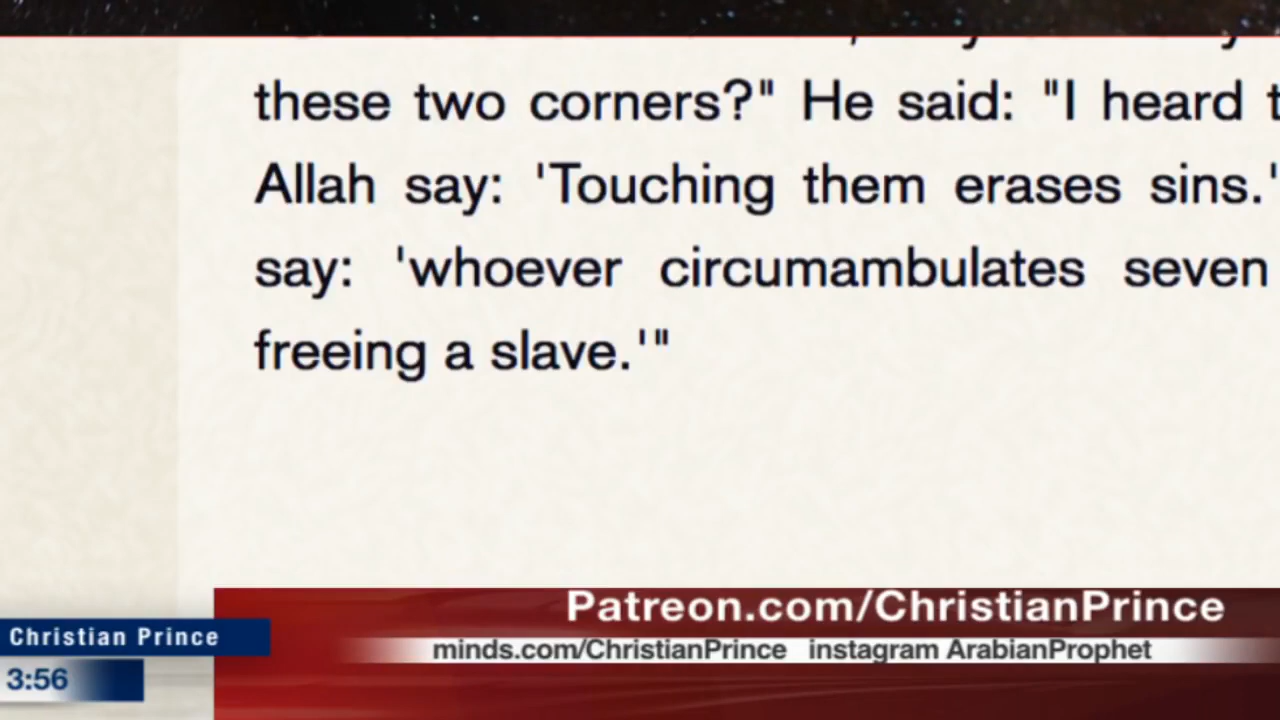 these two corners?" He said: "I heard
Allah say: 'Touching them erases sins.'
say: 'whoever circumambulates seven
freeing a slave.'"
Patreon.com/ChristianPrince
Christian Prince
minds.com/ChristianPrince instagram ArabianProphet
3:56